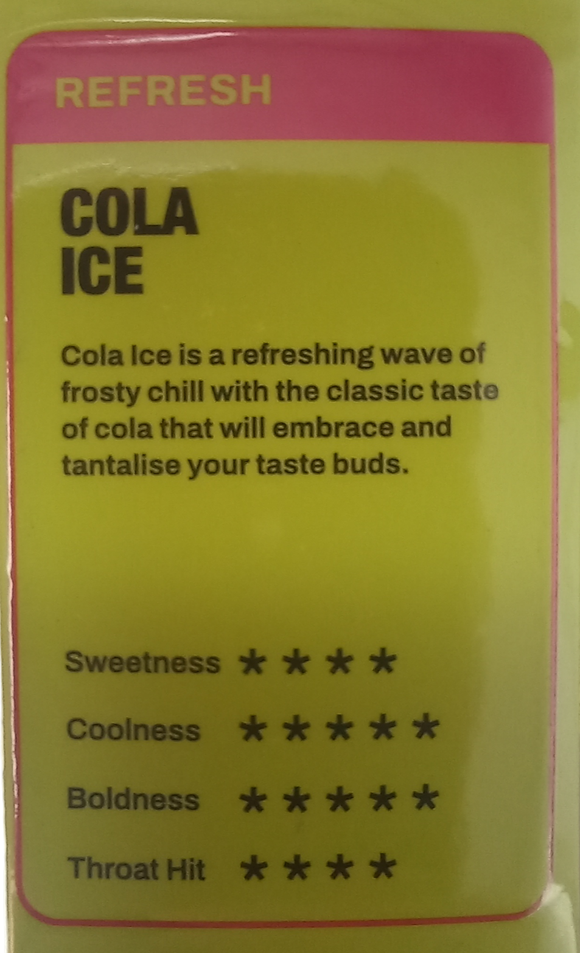 REFRESH
COLA
ICE
Cola Ice is a refreshing wave of
frosty chill with the classic taste
of cola that will embrace and
tantalise your taste buds.
Sweetness * * * *
Coolness * * * * *
Boldness * * * * *
Throat Hit * * * *